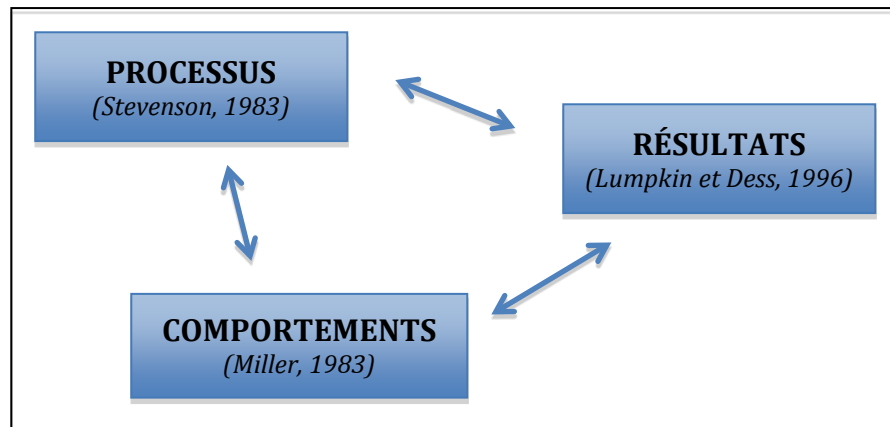 PROCESSUS
(Stevenson, 1983)
RÉSULTATS
(Lumpkin et Dess, 1996)
COMPORTEMENTS
(Miller, 1983)